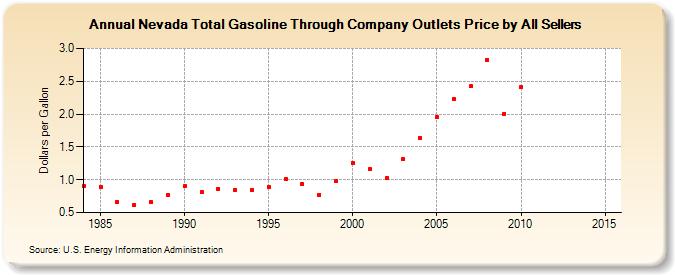 Annual Nevada Total Gasoline Through Company Outlets Price by All Sellers
Dollars per Gallon
3.0
2.5
2.0
1.5
1.0
0.5
1985 1990 1995 2000 2005 2010 2015
Source: U.S. Energy Information Administration